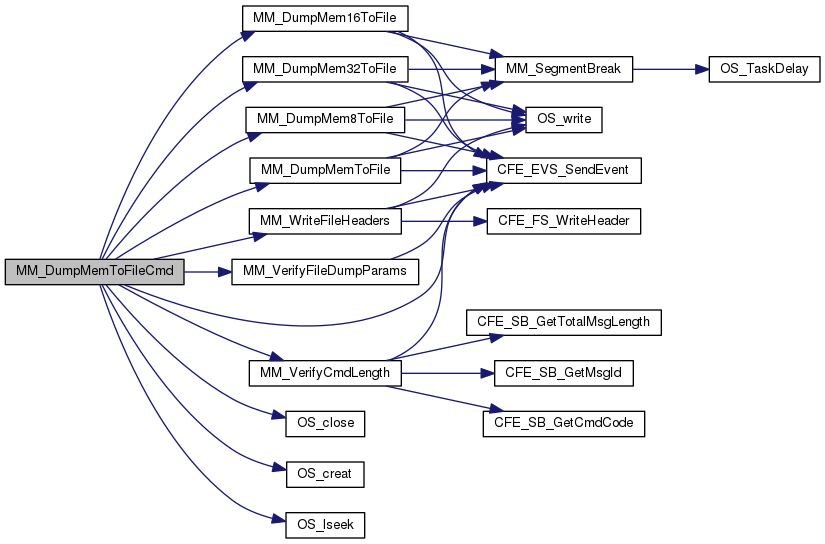 MM_DumpMemToFileCmd
MM_DumpMem16ToFile
MM_DumpMem32ToFile
MM_DumpMem8ToFile
MM_DumpMemToFile
MM_WriteFileHeaders
MM_VerifyFileDumpParams
MM_VerifyCmdLength
OS_close
OS_creat
OS_lseek
MM_SegmentBreak
OS_write
CFE_EVS_SendEvent
CFE_FS_WriteHeader
CFE_SB_GetTotalMsgLength
CFE_SB_GetMsgId
CFE_SB_GetCmdCode
OS_TaskDelay